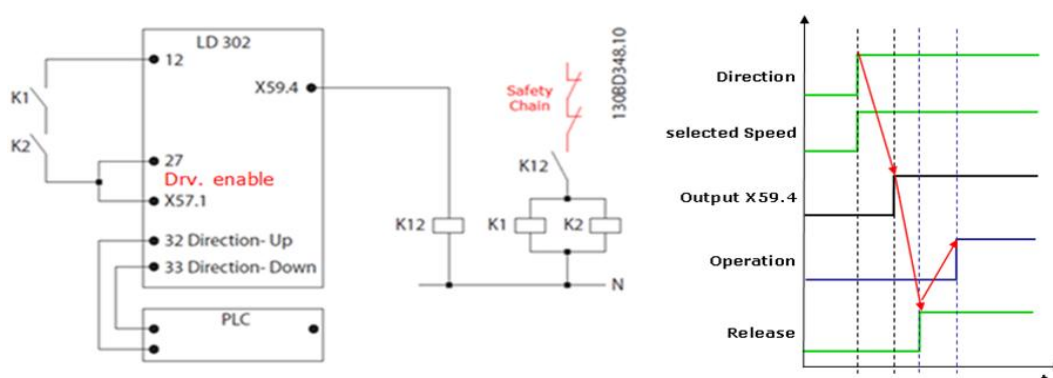 LD 302
12
X59.4
K1
K2
27
Drv. enable
X57.1
32 Direction- Up
33 Direction- Down
PLC
K12
Safety
Chain
K12
K1
K2
N
130BD348.10
Direction
selected Speed
Output X59.4
Operation
Release
t